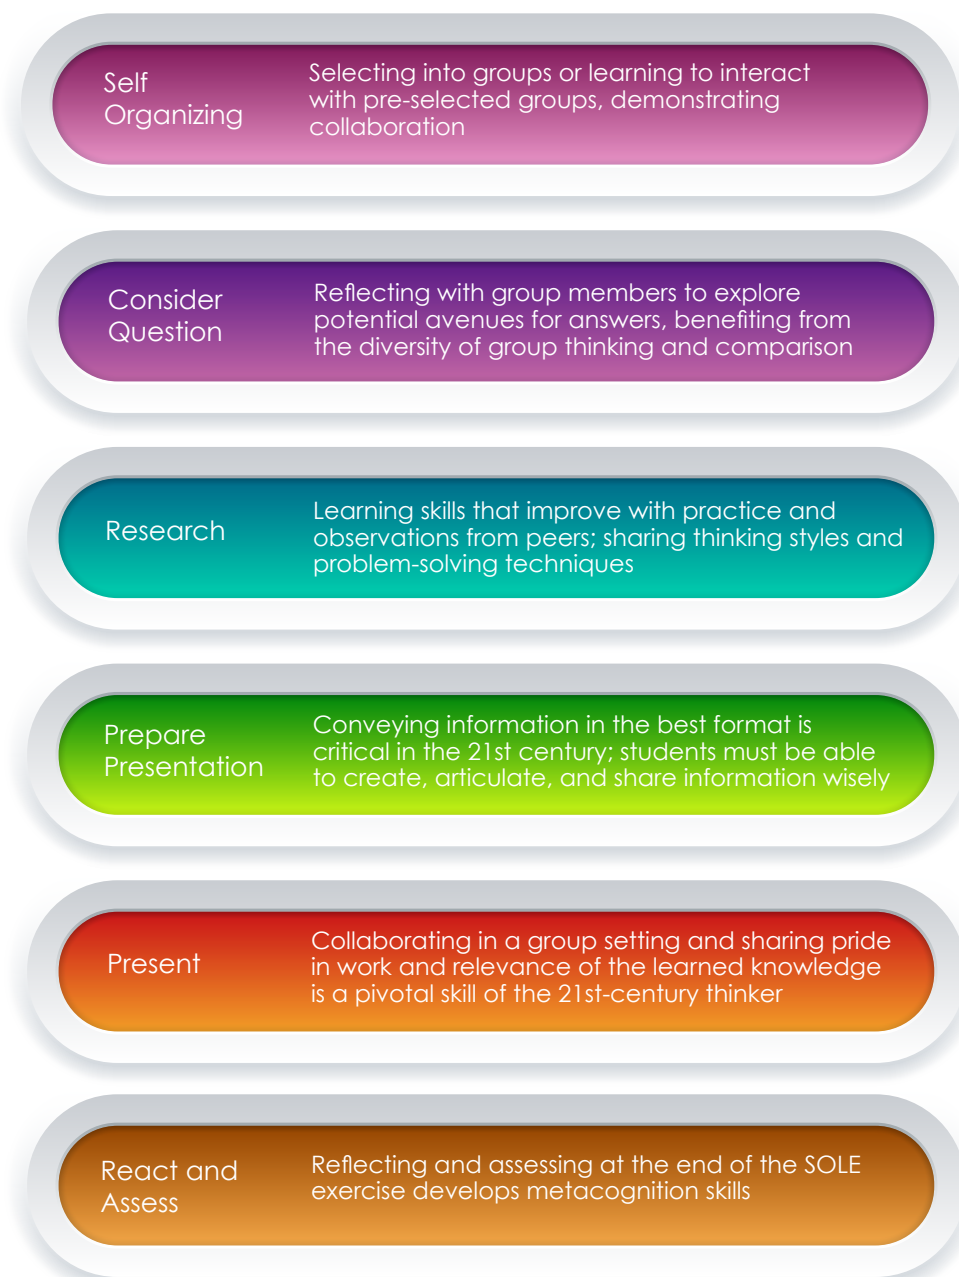 Self
Organizing
Selecting into groups or learning to interact
with pre-selected groups, demonstrating
collaboration
Consider
Question
Reflecting with group members to explore
potential avenues for answers, benefiting from
the diversity of group thinking and comparison
Research
Learning skills that improve with practice and
observations from peers; sharing thinking styles and
problem-solving techniques
Prepare
Presentation
Conveying information in the best format is
critical in the 21st century; students must be able
to create, articulate, and share information wisely
Present
Collaborating in a group setting and sharing pride
in work and relevance of the learned knowledge
is a pivotal skill of the 21st-century thinker
React and
Assess
Reflecting and assessing at the end of the SOLE
exercise develops metacognition skills